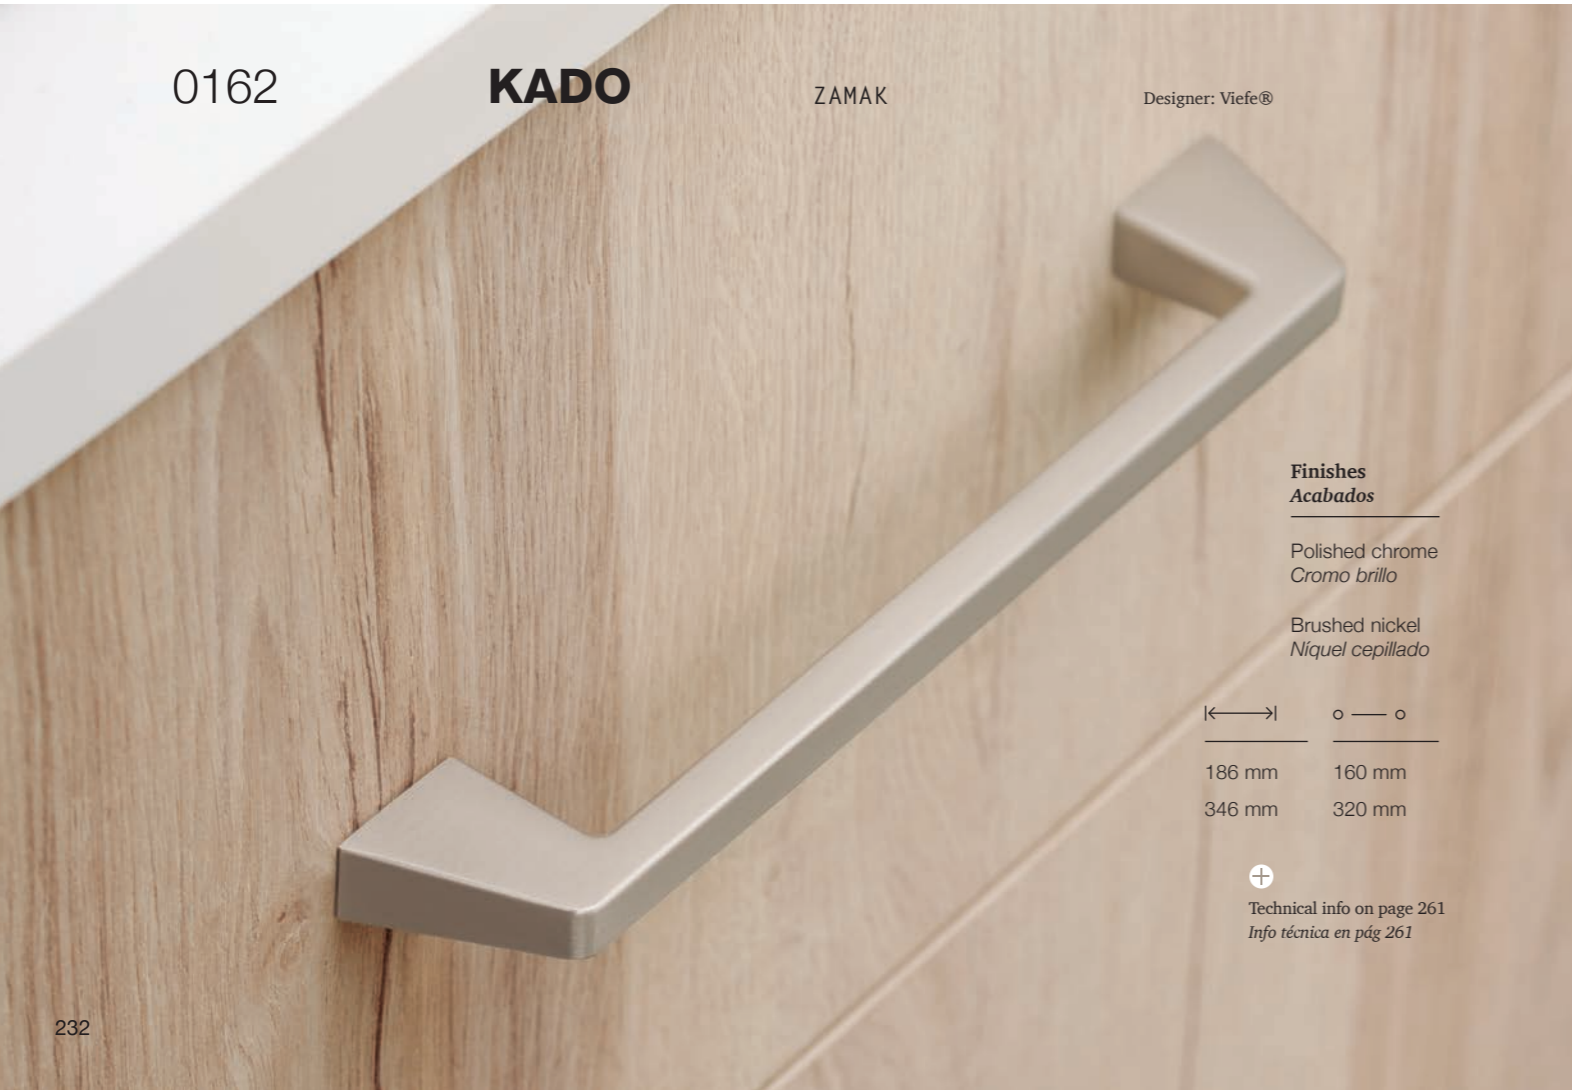 0162
KADO
ZAMAK
Designer: Viefe®
Finishes
Acabados
Polished chrome
Cromo brillo
Brushed nickel
Níquel cepillado
186 mm 160 mm
346 mm 320 mm
Technical info on page 261
Info técnica en pág 261
232